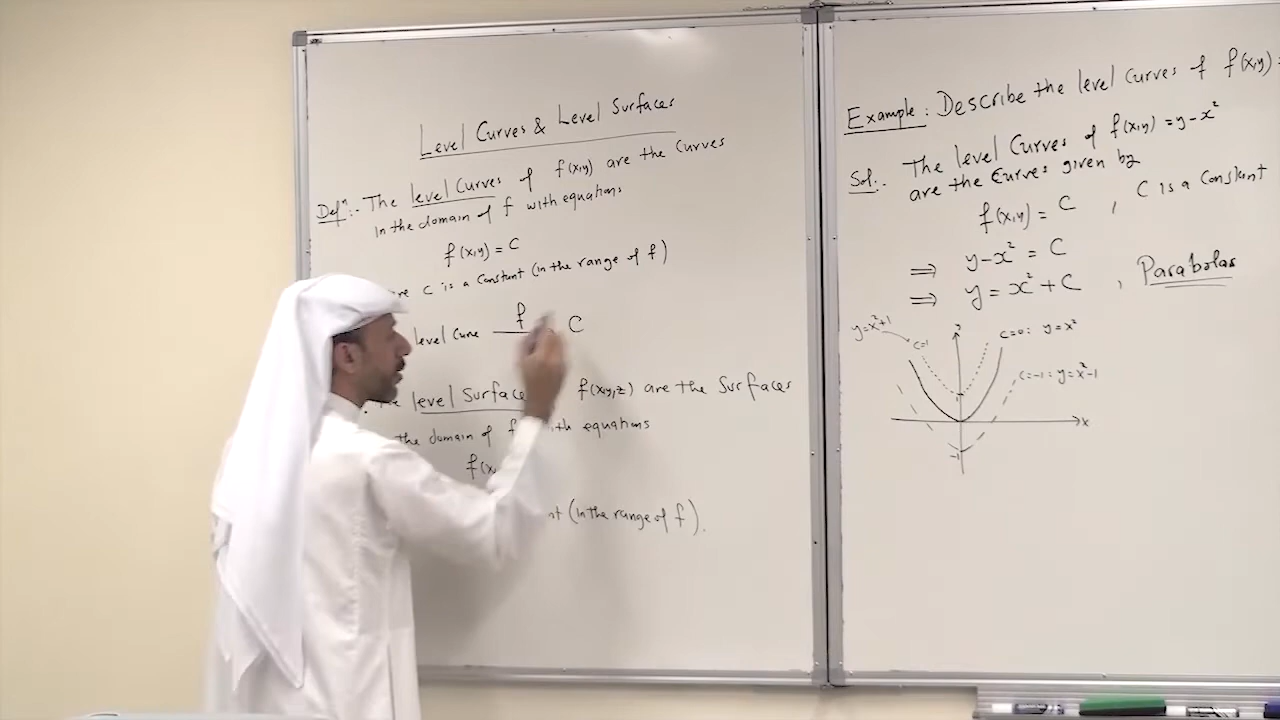 Level Curves & Level Surfaces
Defⁿ:- The level Curves of f(x,y) are the Curves
in the domain of f with equations
f(x,y) = C
C is a constant (in the range of f)
level Curve f C
level Surfaces f(x,y,z) are the Surfaces
the domain of f with equations
f(x,
(in the range of f).
Example: Describe the level Curves of f(x,y) =
Sol:- The level Curves of f(x,y) = y-x²
are the Curves given by
f(x,y) = C , C is a Constant
⇒ y-x² = C
⇒ y = x² + C , Parabolas
y=x²+1
C=1
y
C=0: y=x²
C=-1: y=x²-1
x
-1